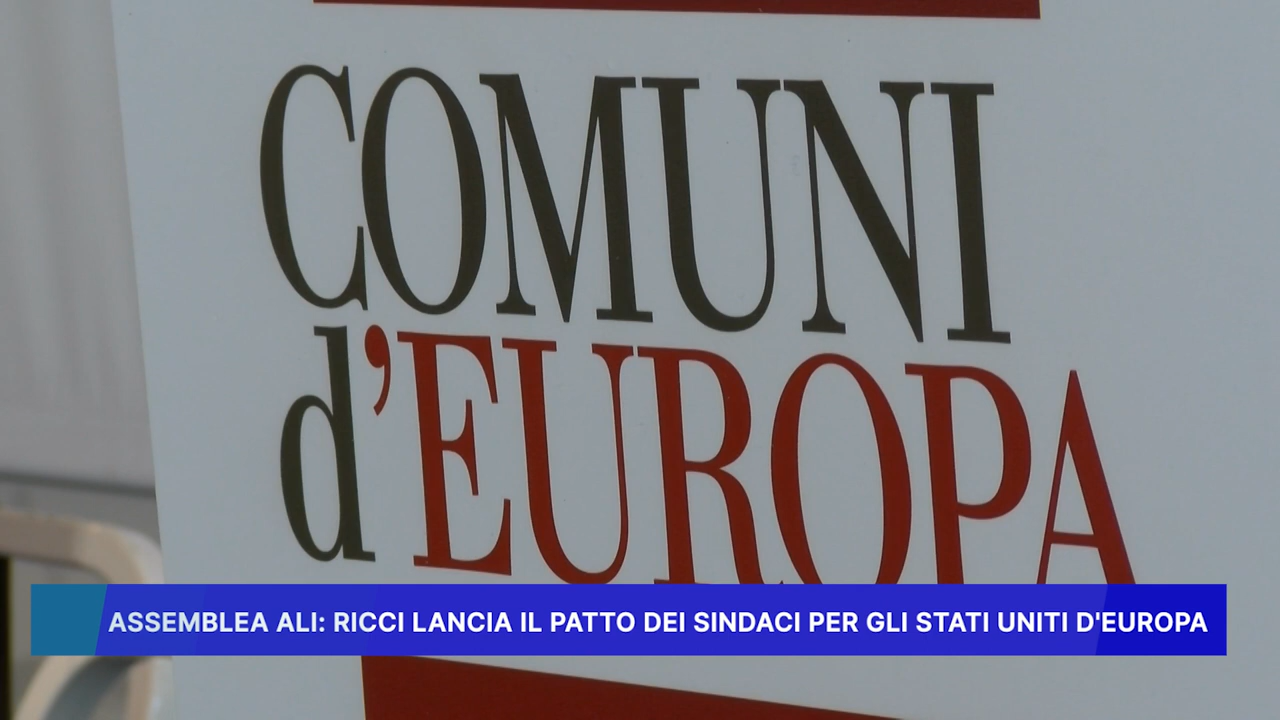 COMUNI
d'EUROPA
ASSEMBLEA ALI: RICCI LANCIA IL PATTO DEI SINDACI PER GLI STATI UNITI D'EUROPA